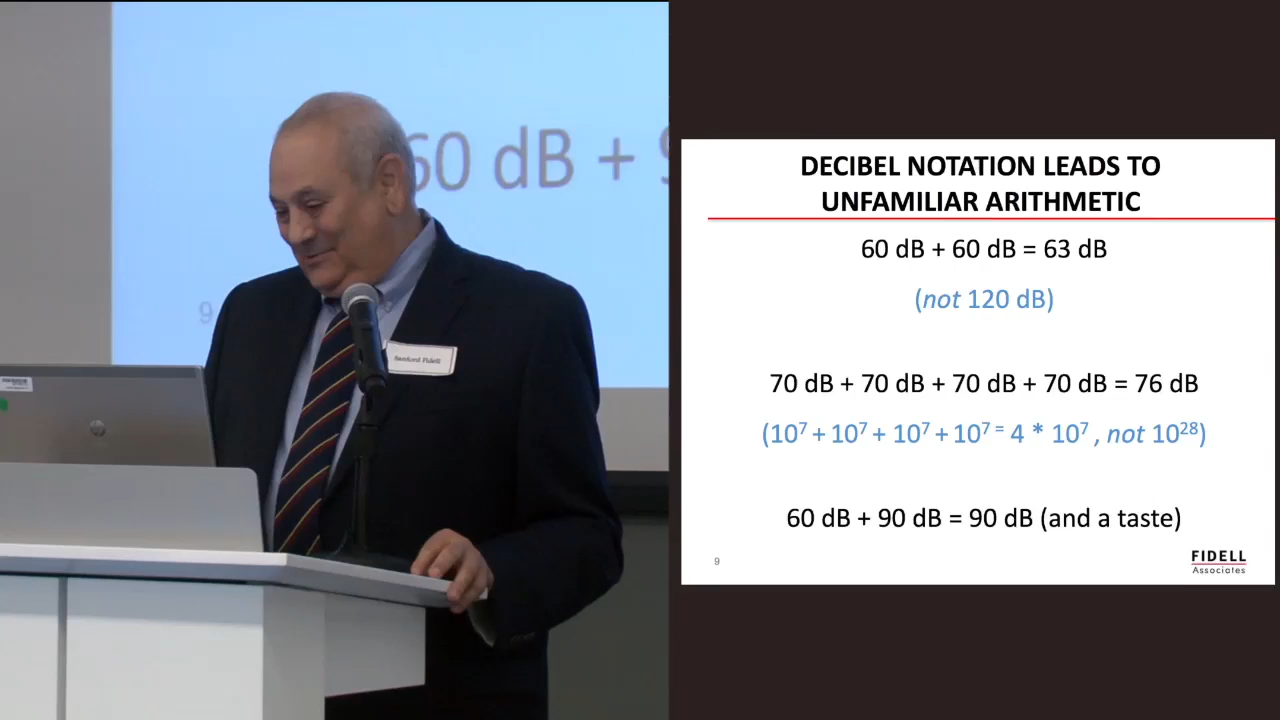 60 dB + 9
9
Sanford Fidell
DECIBEL NOTATION LEADS TO
UNFAMILIAR ARITHMETIC
60 dB + 60 dB = 63 dB
(not 120 dB)
70 dB + 70 dB + 70 dB + 70 dB = 76 dB
(10⁷ + 10⁷ + 10⁷ + 10⁷ = 4 * 10⁷ , not 10²⁸)
60 dB + 90 dB = 90 dB (and a taste)
9
FIDELL
Associates